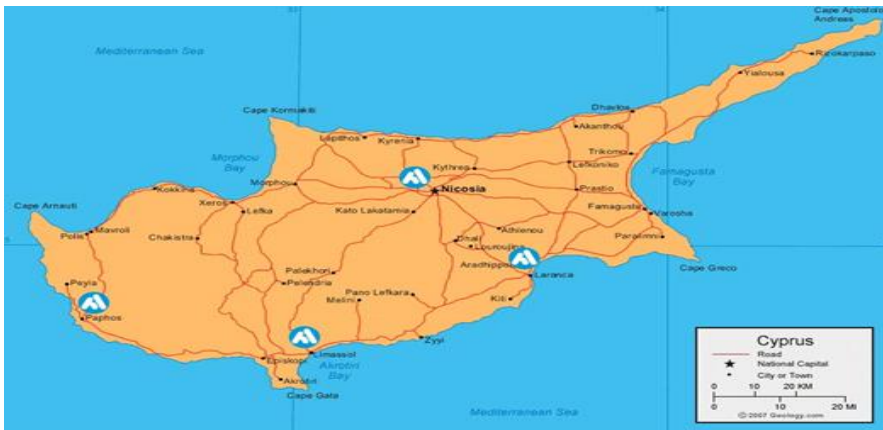 33
34
Cape Apostolos
Andreas
Mediterranean Sea
Rizokarpaso
Yialousa
Cape Kormakiti
Dhavlos
Akanthou
Lapithos
Kyrenia
Trikomo
Morphou
Bay
Kythrea
Lefkoniko
Famagusta
Bay
Morphou
Nicosia
Prastio
Kokkina
Cape Arnauti
Xeros
Lefka
Kato Lakatamia
Famagusta
Varosha
Mavroli
Polis
Chakistra
Athienou
Dhali
Louroujina
Paralimni
35
Aradhippou
Cape Greco
Palekhori
Laranca
Peyia
Pelendria
Pano Lefkara
Malini
Kiti
Paphos
Zyyi
Limassol
Episkopi
Akrotiri
Bay
Akrotiri
Cape Gata
Mediterranean Sea
Cyprus
Road
National Capital
City or Town
0 10 20 KM
0 10 20 Mi
© 2007 Geology.com